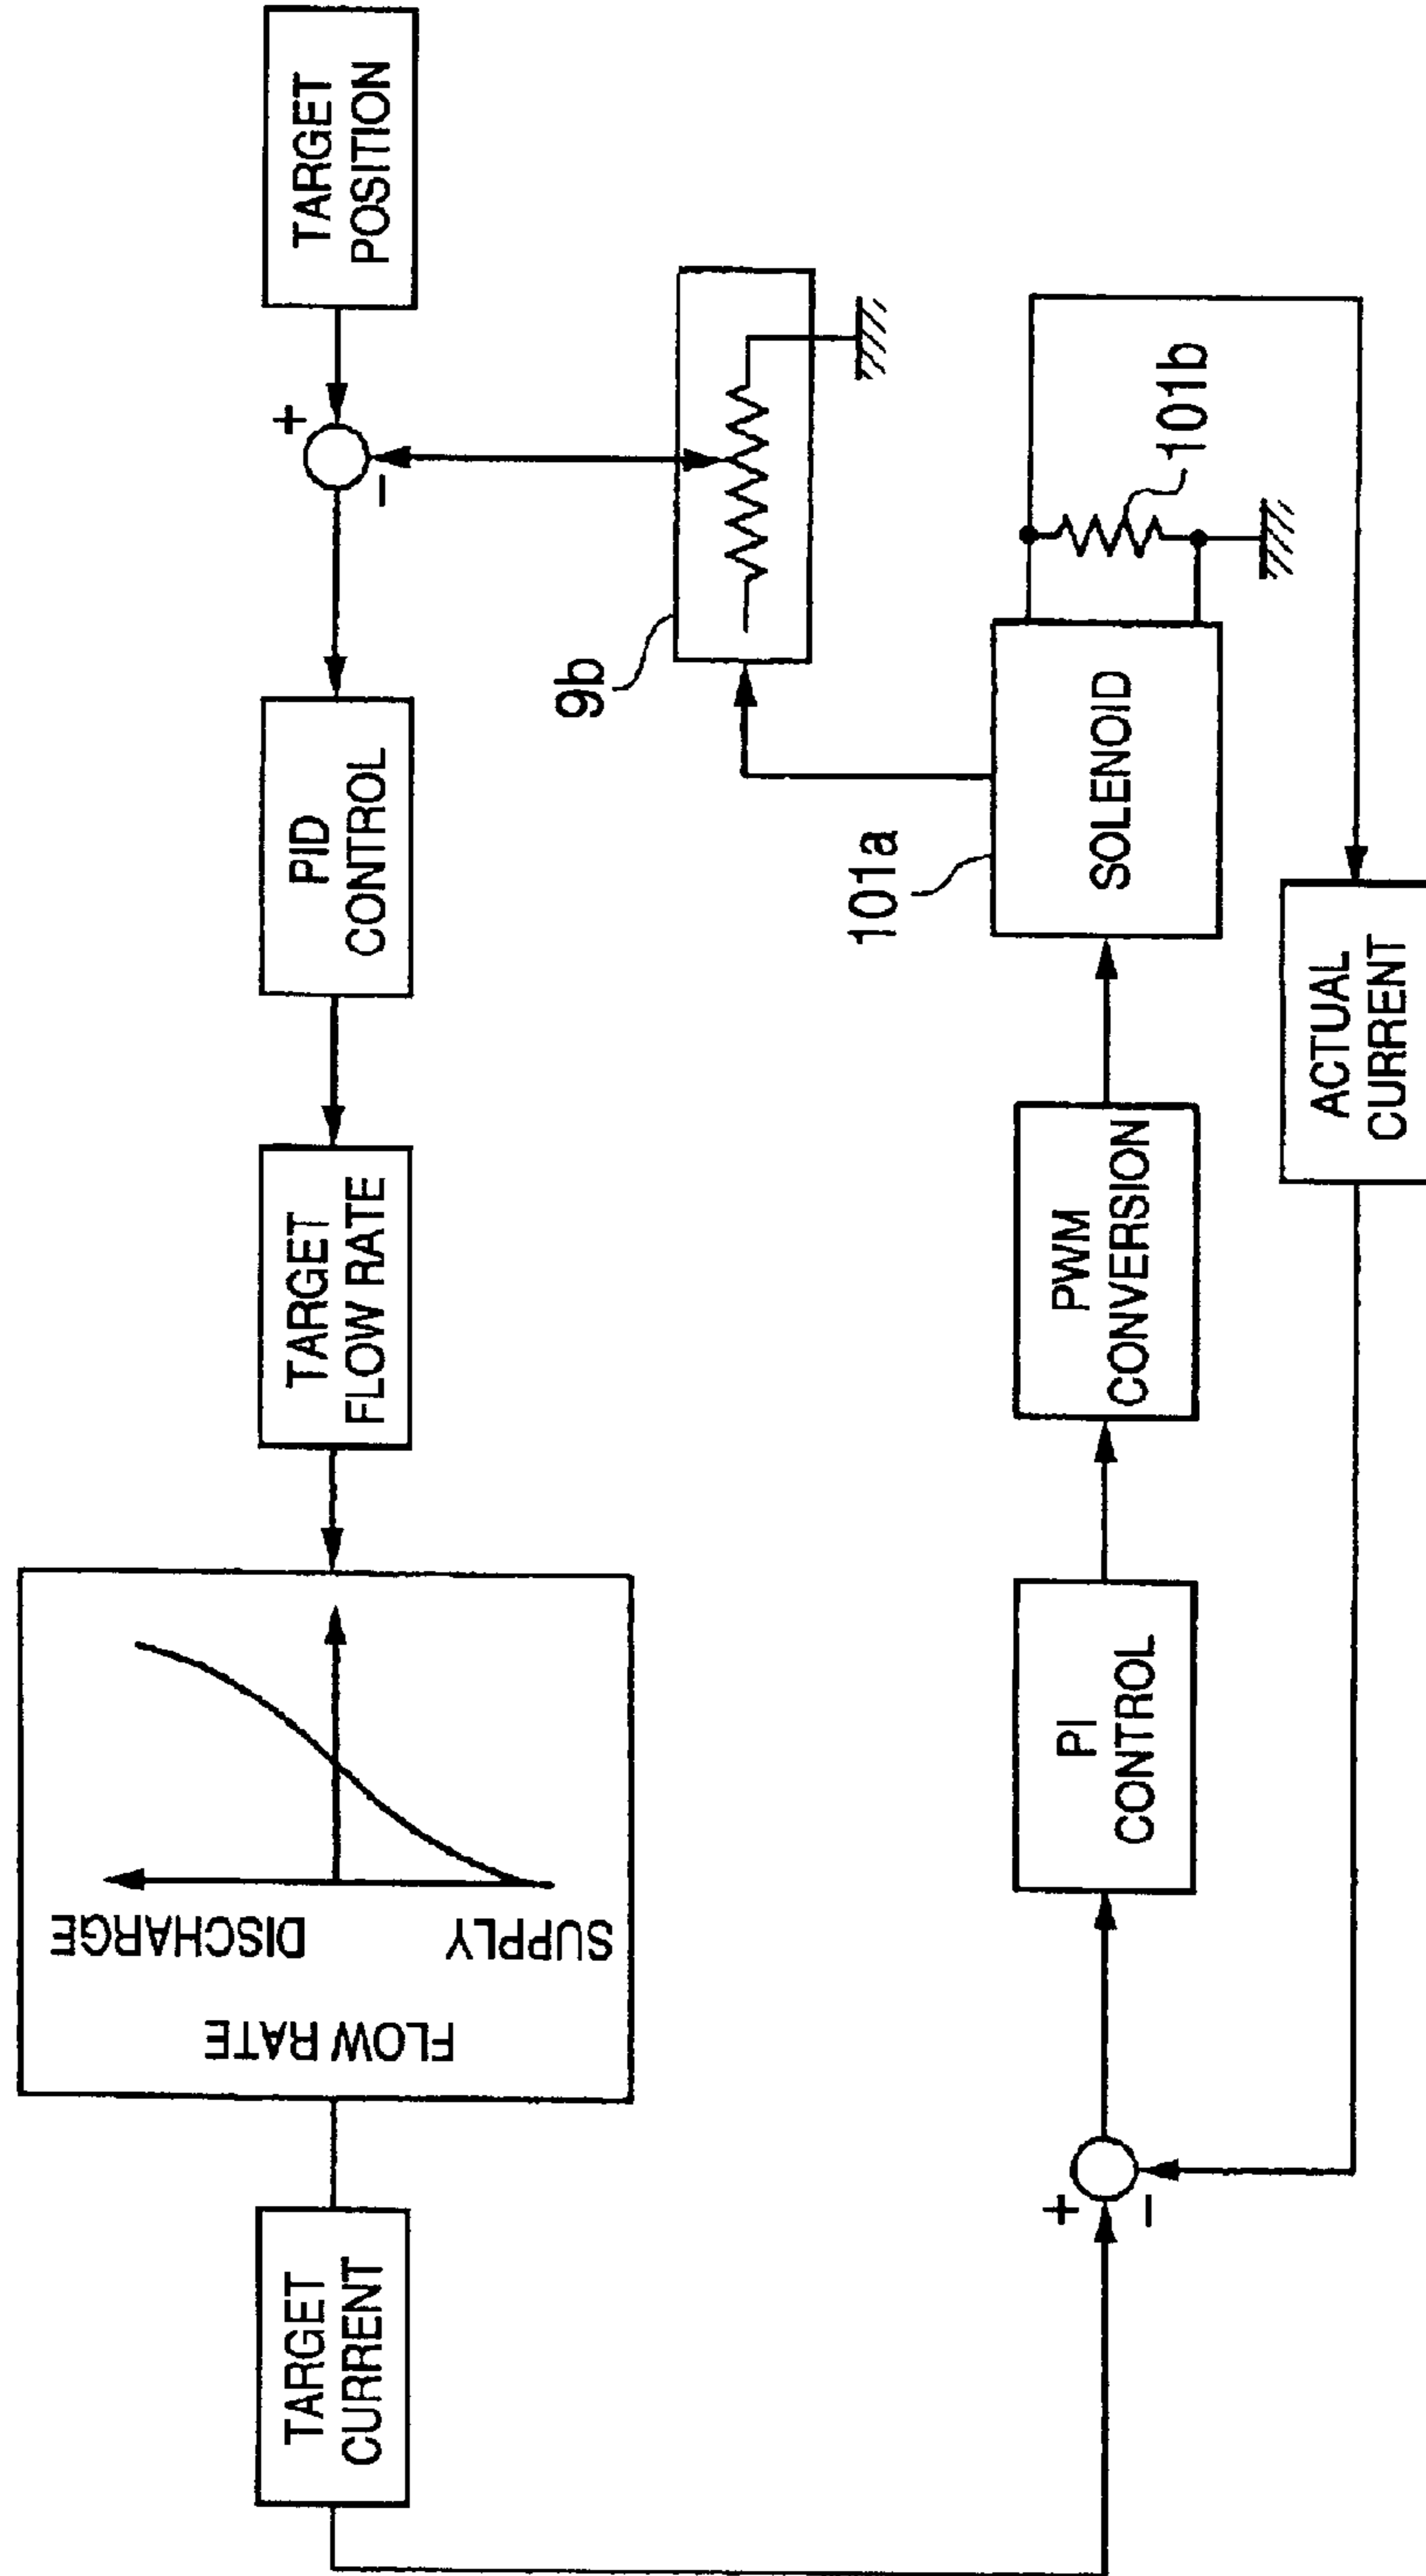 TARGET
POSITION
+
−
PID
CONTROL
TARGET
FLOW RATE
DISCHARGE
SUPPLY
FLOW RATE
TARGET
CURRENT
+
−
PI
CONTROL
PWM
CONVERSION
SOLENOID
101a
101b
9b
ACTUAL
CURRENT